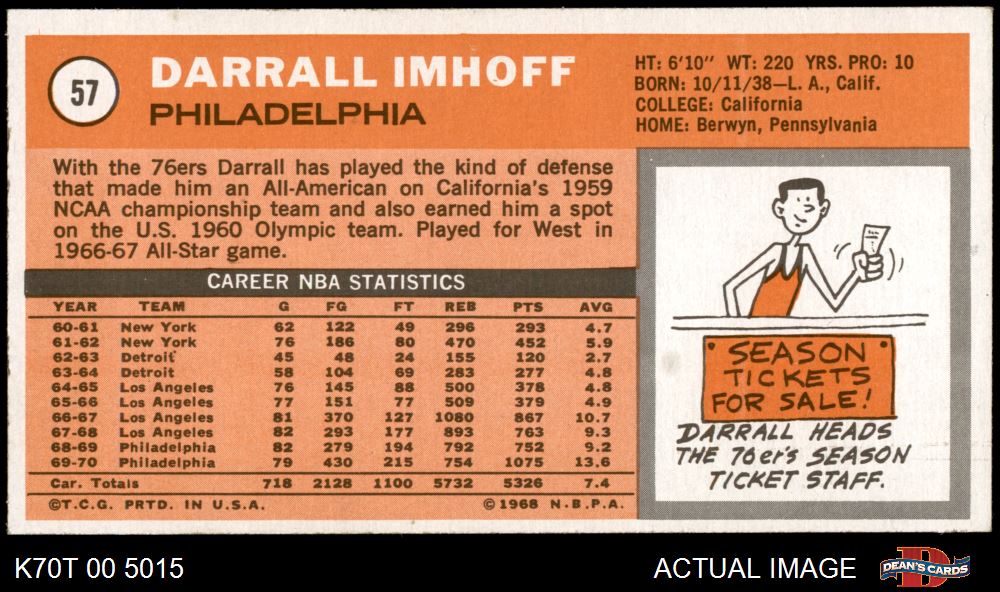 57
DARRALL IMHOFF
PHILADELPHIA
HT: 6'10" WT: 220 YRS. PRO: 10
BORN: 10/11/38—L. A., Calif.
COLLEGE: California
HOME: Berwyn, Pennsylvania
With the 76ers Darrall has played the kind of defense
that made him an All-American on California's 1959
NCAA championship team and also earned him a spot
on the U.S. 1960 Olympic team. Played for West in
1966-67 All-Star game.
CAREER NBA STATISTICS
YEAR TEAM G FG FT REB PTS AVG
60-61 New York 62 122 49 296 293 4.7
61-62 New York 76 186 80 470 452 5.9
62-63 Detroit 45 48 24 155 120 2.7
63-64 Detroit 58 104 69 283 277 4.8
64-65 Los Angeles 76 145 88 500 378 4.8
65-66 Los Angeles 77 151 77 509 379 4.9
66-67 Los Angeles 81 370 127 1080 867 10.7
67-68 Los Angeles 82 293 177 893 763 9.3
68-69 Philadelphia 82 279 194 792 752 9.2
69-70 Philadelphia 79 430 215 754 1075 13.6
Car. Totals 718 2128 1100 5732 5326 7.4
©T.C.G. PRTD. IN U.S.A. ©1968 N.B.P.A.
SEASON
TICKETS
FOR SALE!
DARRALL HEADS
THE 76er's SEASON
TICKET STAFF.
K70T 00 5015
ACTUAL IMAGE
D
DEAN'S CARDS